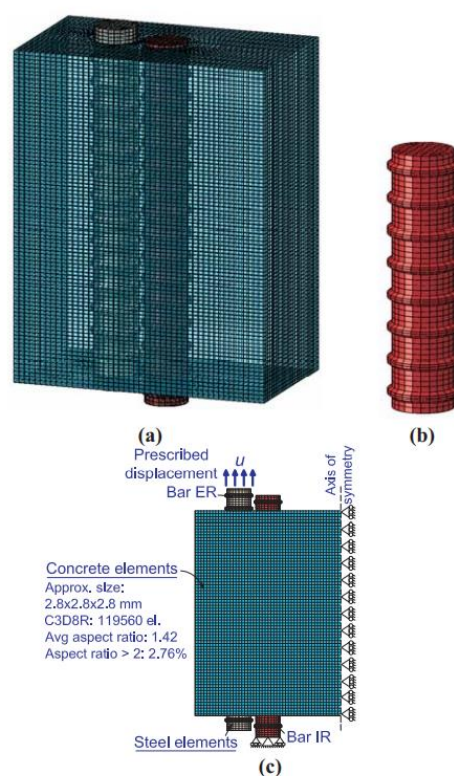 (a)
(b)
Prescribed
displacement
u
Bar ER
Axis of
symmetry
Concrete elements
Approx. size:
2.8x2.8x2.8 mm
C3D8R: 119560 el.
Avg aspect ratio: 1.42
Aspect ratio > 2: 2.76%
Steel elements
Bar IR
(c)